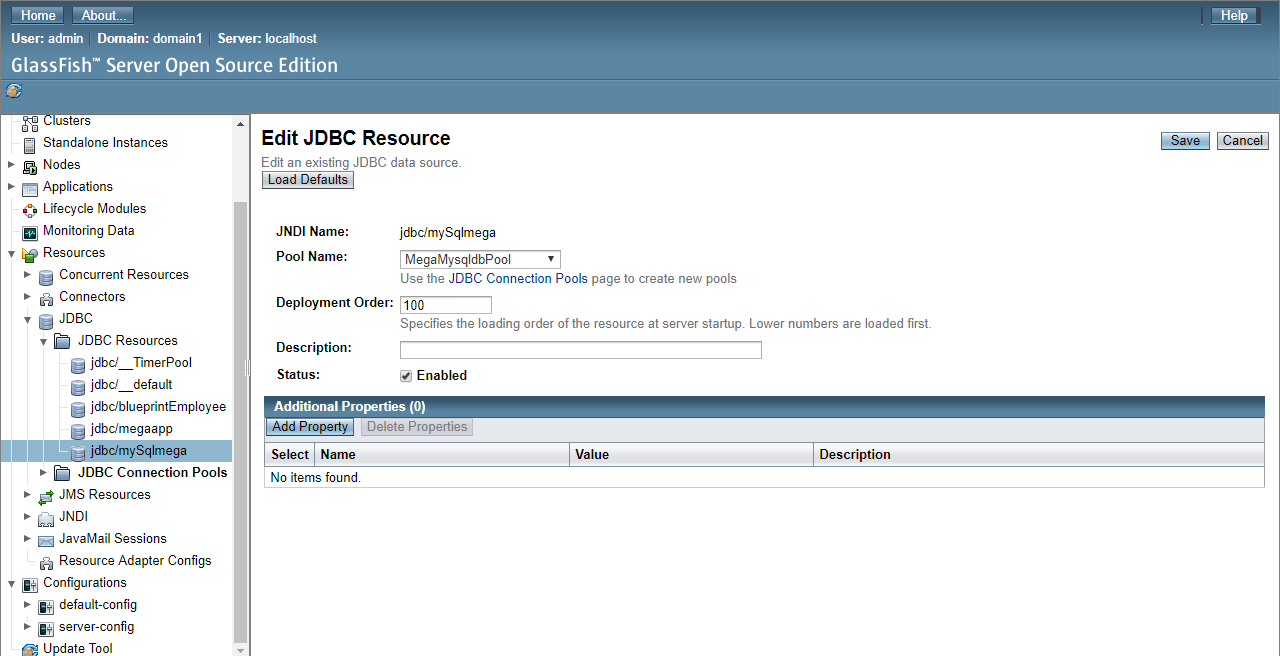 Home About... Help
User: admin Domain: domain1 Server: localhost
GlassFish™ Server Open Source Edition
Clusters
Standalone Instances
Nodes
Applications
Lifecycle Modules
Monitoring Data
Resources
Concurrent Resources
Connectors
JDBC
JDBC Resources
jdbc/__TimerPool
jdbc/__default
jdbc/blueprintEmployee
jdbc/megaapp
jdbc/mySqlmega
JDBC Connection Pools
JMS Resources
JNDI
JavaMail Sessions
Resource Adapter Configs
Configurations
default-config
server-config
Update Tool
Edit JDBC Resource
Save Cancel
Edit an existing JDBC data source.
Load Defaults
JNDI Name: jdbc/mySqlmega
Pool Name: MegaMysqldbPool
Use the JDBC Connection Pools page to create new pools
Deployment Order: 100
Specifies the loading order of the resource at server startup. Lower numbers are loaded first.
Description:
Status: Enabled
Additional Properties (0)
Add Property Delete Properties
Select Name Value Description
No items found.